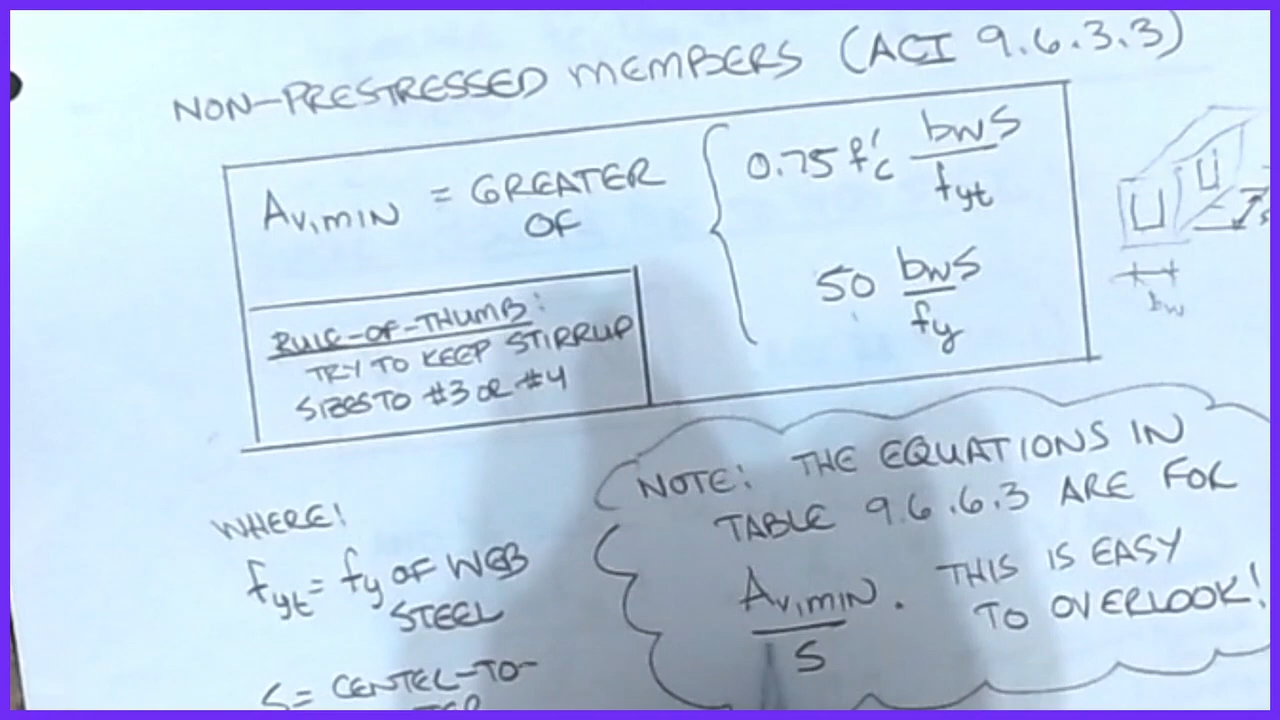 NON-PRESTRESSED MEMBERS (ACI 9.6.3.3)
Av,min = GREATER OF
0.75 f'c bws/fyt
50 bws/fy
RULE-OF-THUMB:
TRY TO KEEP STIRRUP
SIZES TO #3 OR #4
bw
S
NOTE: THE EQUATIONS IN
TABLE 9.6.6.3 ARE FOR
Av,min/S. THIS IS EASY
TO OVERLOOK!
WHERE:
fyt = fy OF WEB
STEEL
S = CENTER-TO-